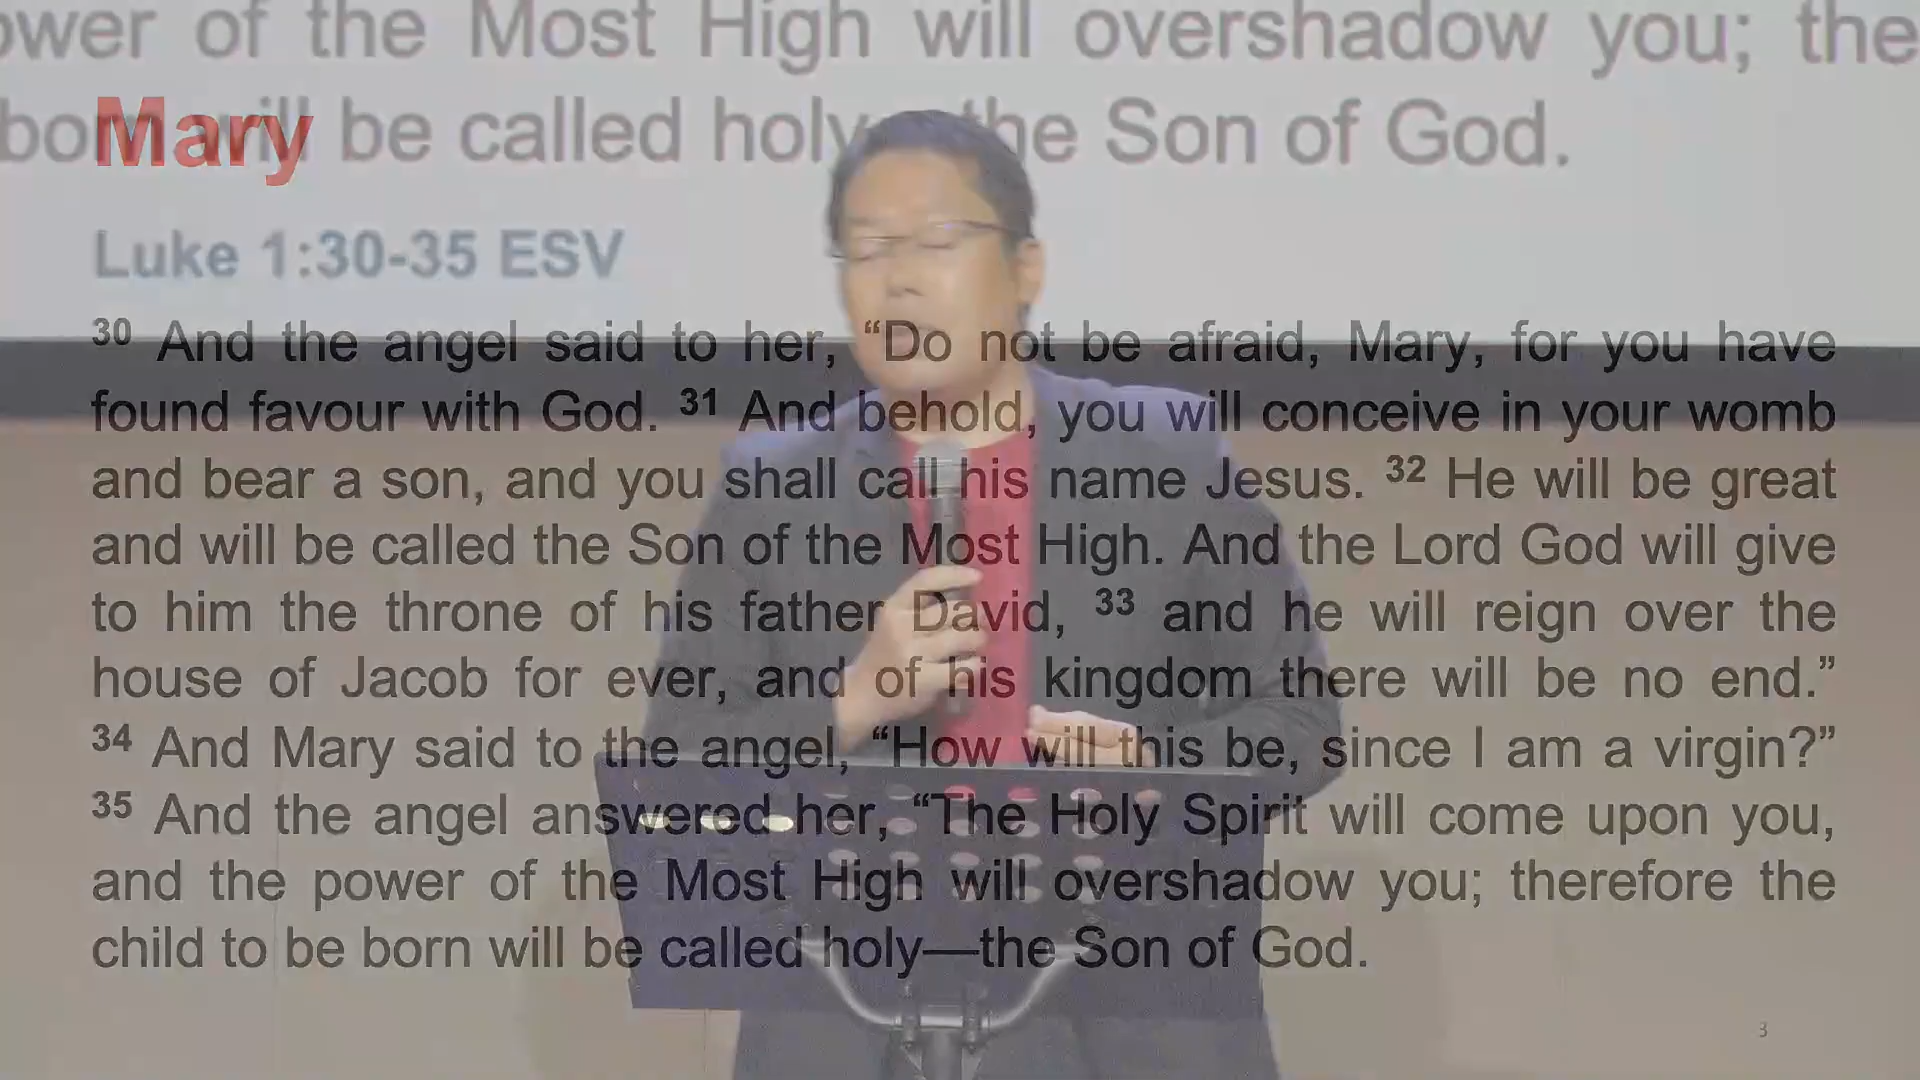 ower of the Most High will overshadow you; the
bo will be called holy the Son of God.
Mary
Luke 1:30-35 ESV
30 And the angel said to her, “Do not be afraid, Mary, for you have
found favour with God. 31 And behold, you will conceive in your womb
and bear a son, and you shall call his name Jesus. 32 He will be great
and will be called the Son of the Most High. And the Lord God will give
to him the throne of his father David, 33 and he will reign over the
house of Jacob for ever, and of his kingdom there will be no end.”
34 And Mary said to the angel, “How will this be, since I am a virgin?”
35 And the angel answered her, “The Holy Spirit will come upon you,
and the power of the Most High will overshadow you; therefore the
child to be born will be called holy—the Son of God.
3